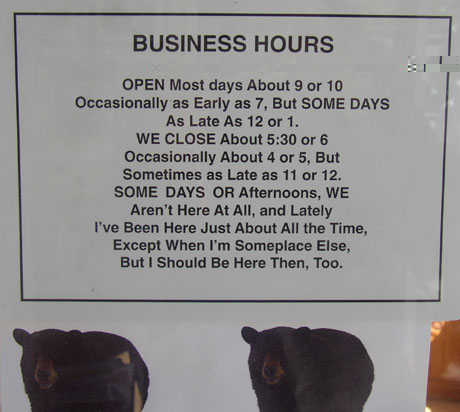 BUSINESS HOURS
OPEN Most days About 9 or 10
Occasionally as Early as 7, But SOME DAYS
As Late As 12 or 1.
WE CLOSE About 5:30 or 6
Occasionally About 4 or 5, But
Sometimes as Late as 11 or 12.
SOME DAYS OR Afternoons, WE
Aren't Here At All, and Lately
I've Been Here Just About All the Time,
Except When I'm Someplace Else,
But I Should Be Here Then, Too.